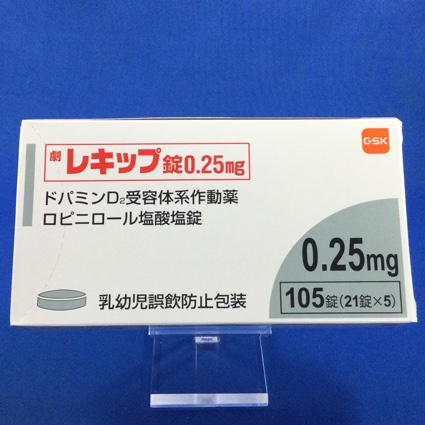 劇 レキップ錠0.25mg
GSK
ドパミンD₂受容体系作動薬
ロピニロール塩酸塩錠
0.25mg
105錠(21錠×5)
乳幼児誤飲防止包装